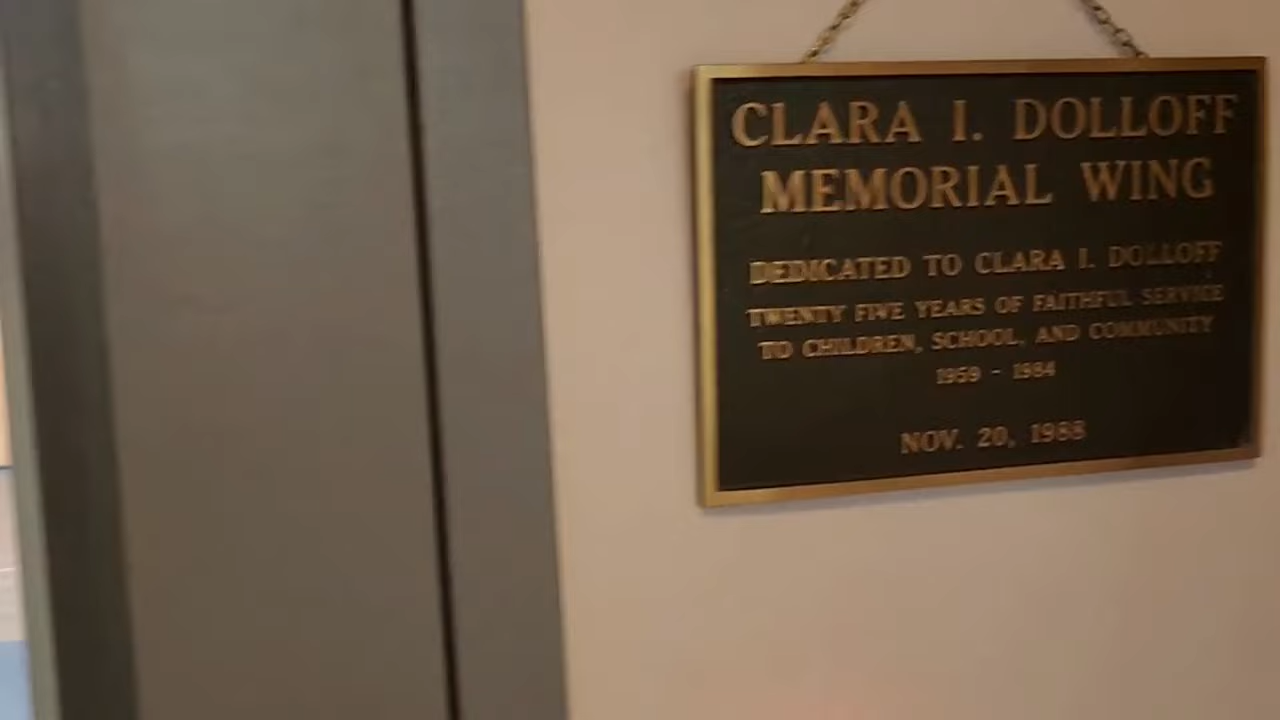 CLARA I. DOLLOFF
MEMORIAL WING
DEDICATED TO CLARA I. DOLLOFF
TWENTY FIVE YEARS OF FAITHFUL SERVICE
TO CHILDREN, SCHOOL, AND COMMUNITY
1959 - 1984
NOV. 20, 1988